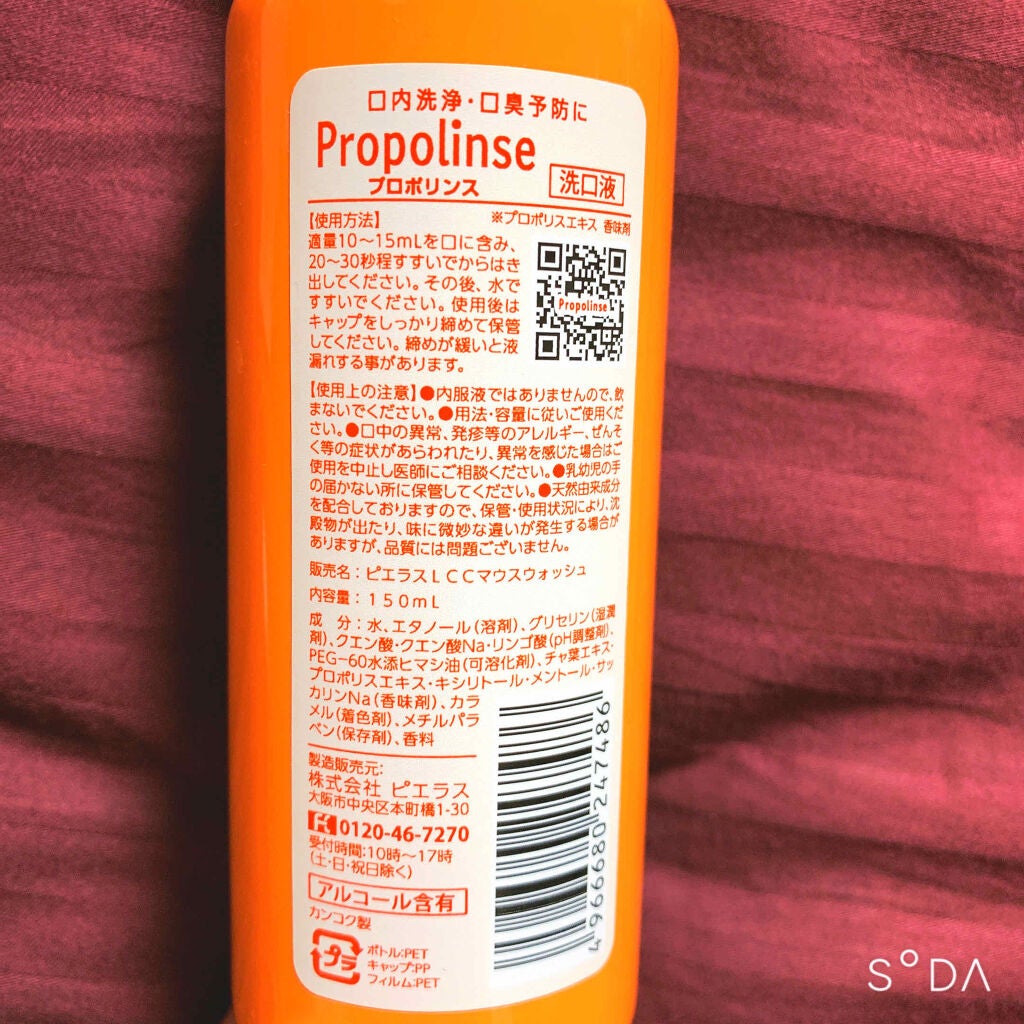 口内洗浄・口臭予防に
Propolinse
プロポリンス
洗口液
※プロポリスエキス 香味剤
【使用方法】
適量10〜15mLを口に含み、
20〜30秒程すすいでからはき
出してください。その後、水で
すすいでください。使用後は
キャップをしっかり締めて保管
してください。締めが緩いと液
漏れする事があります。
Propolinse
【使用上の注意】●内服液ではありませんので、飲
まないでください。●用法・容量に従いご使用くだ
さい。●口中の異常、発疹等のアレルギー、ぜんそ
く等の症状があらわれたり、異常を感じた場合はご
使用を中止し医師にご相談ください。●乳幼児の手
の届かない所に保管してください。●天然由来成分
を配合しておりますので、保管・使用状況により、沈
殿物が出たり、味に微妙な違いが発生する場合が
ありますが、品質には問題ございません。
販売名：ピエラスLCCマウスウォッシュ
内容量：150mL
成　分：水、エタノール(溶剤)、グリセリン(湿潤
剤)、クエン酸・クエン酸Na・リンゴ酸(pH調整剤)、
PEG-60水添ヒマシ油(可溶化剤)、チャ葉エキス・
プロポリスエキス・キシリトール・メントール・サッ
カリンNa(香味剤)、カラ
メル(着色剤)、メチルパラ
ベン(保存剤)、香料
製造販売元:
株式会社 ピエラス
大阪市中央区本町橋1-30
0120-46-7270
受付時間:10時〜17時
(土・日・祝日除く)
アルコール含有
カンコク製
プラ
ボトル:PET
キャップ:PP
フィルム:PET
4966680247486
SODA